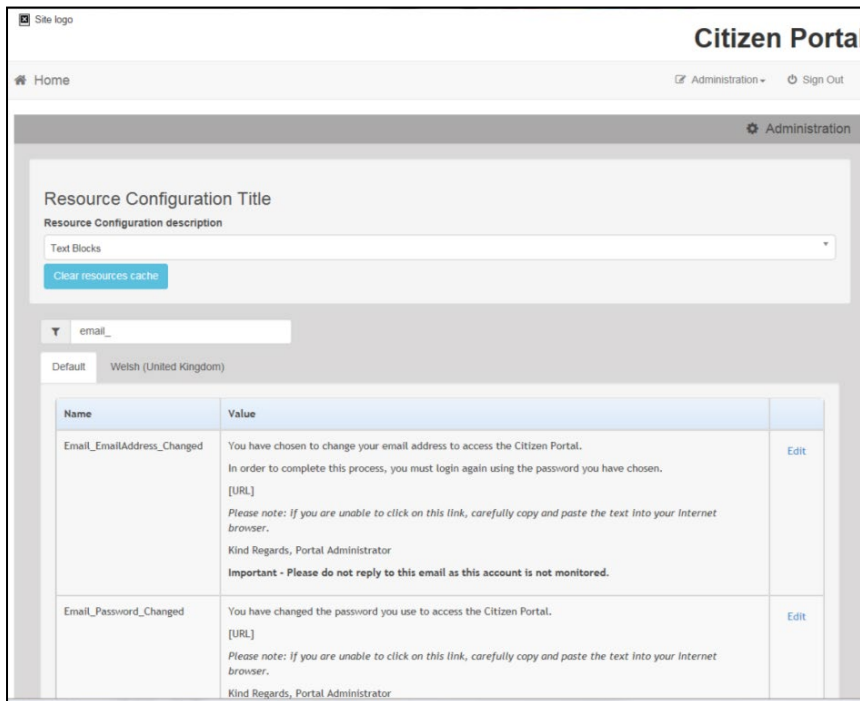 Site logo
Citizen Portal
Home
Administration
Sign Out
Administration
Resource Configuration Title
Resource Configuration description
Text Blocks
Clear resources cache
email_
Default Welsh (United Kingdom)
Name Value
Email_EmailAddress_Changed You have chosen to change your email address to access the Citizen Portal. Edit
In order to complete this process, you must login again using the password you have chosen.
[URL]
Please note: if you are unable to click on this link, carefully copy and paste the text into your Internet
browser.
Kind Regards, Portal Administrator
Important - Please do not reply to this email as this account is not monitored.
Email_Password_Changed You have changed the password you use to access the Citizen Portal. Edit
[URL]
Please note: if you are unable to click on this link, carefully copy and paste the text into your Internet
browser.
Kind Regards, Portal Administrator